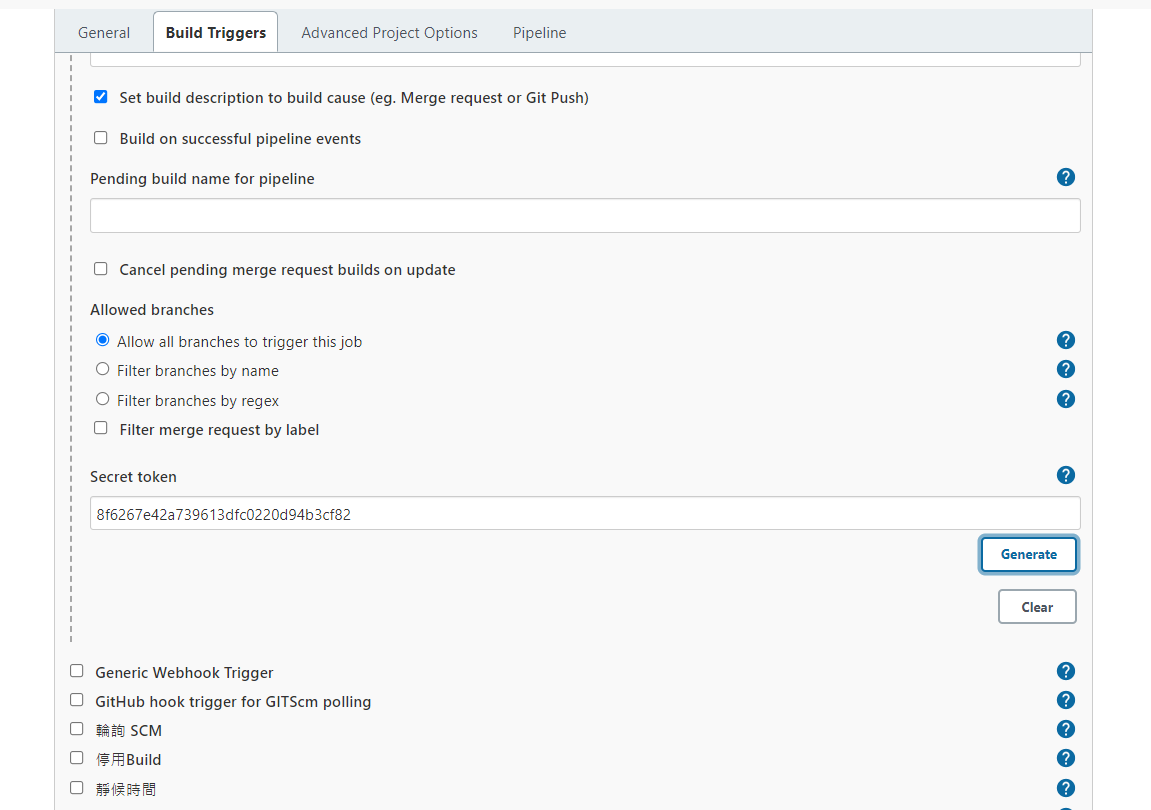 General Build Triggers Advanced Project Options Pipeline
Set build description to build cause (eg. Merge request or Git Push)
Build on successful pipeline events
Pending build name for pipeline
?
Cancel pending merge request builds on update
Allowed branches
Allow all branches to trigger this job ?
Filter branches by name ?
Filter branches by regex ?
Filter merge request by label
Secret token ?
8f6267e42a739613dfc0220d94b3cf82
Generate
Clear
Generic Webhook Trigger ?
GitHub hook trigger for GITScm polling ?
輪詢 SCM ?
停用Build ?
靜候時間 ?